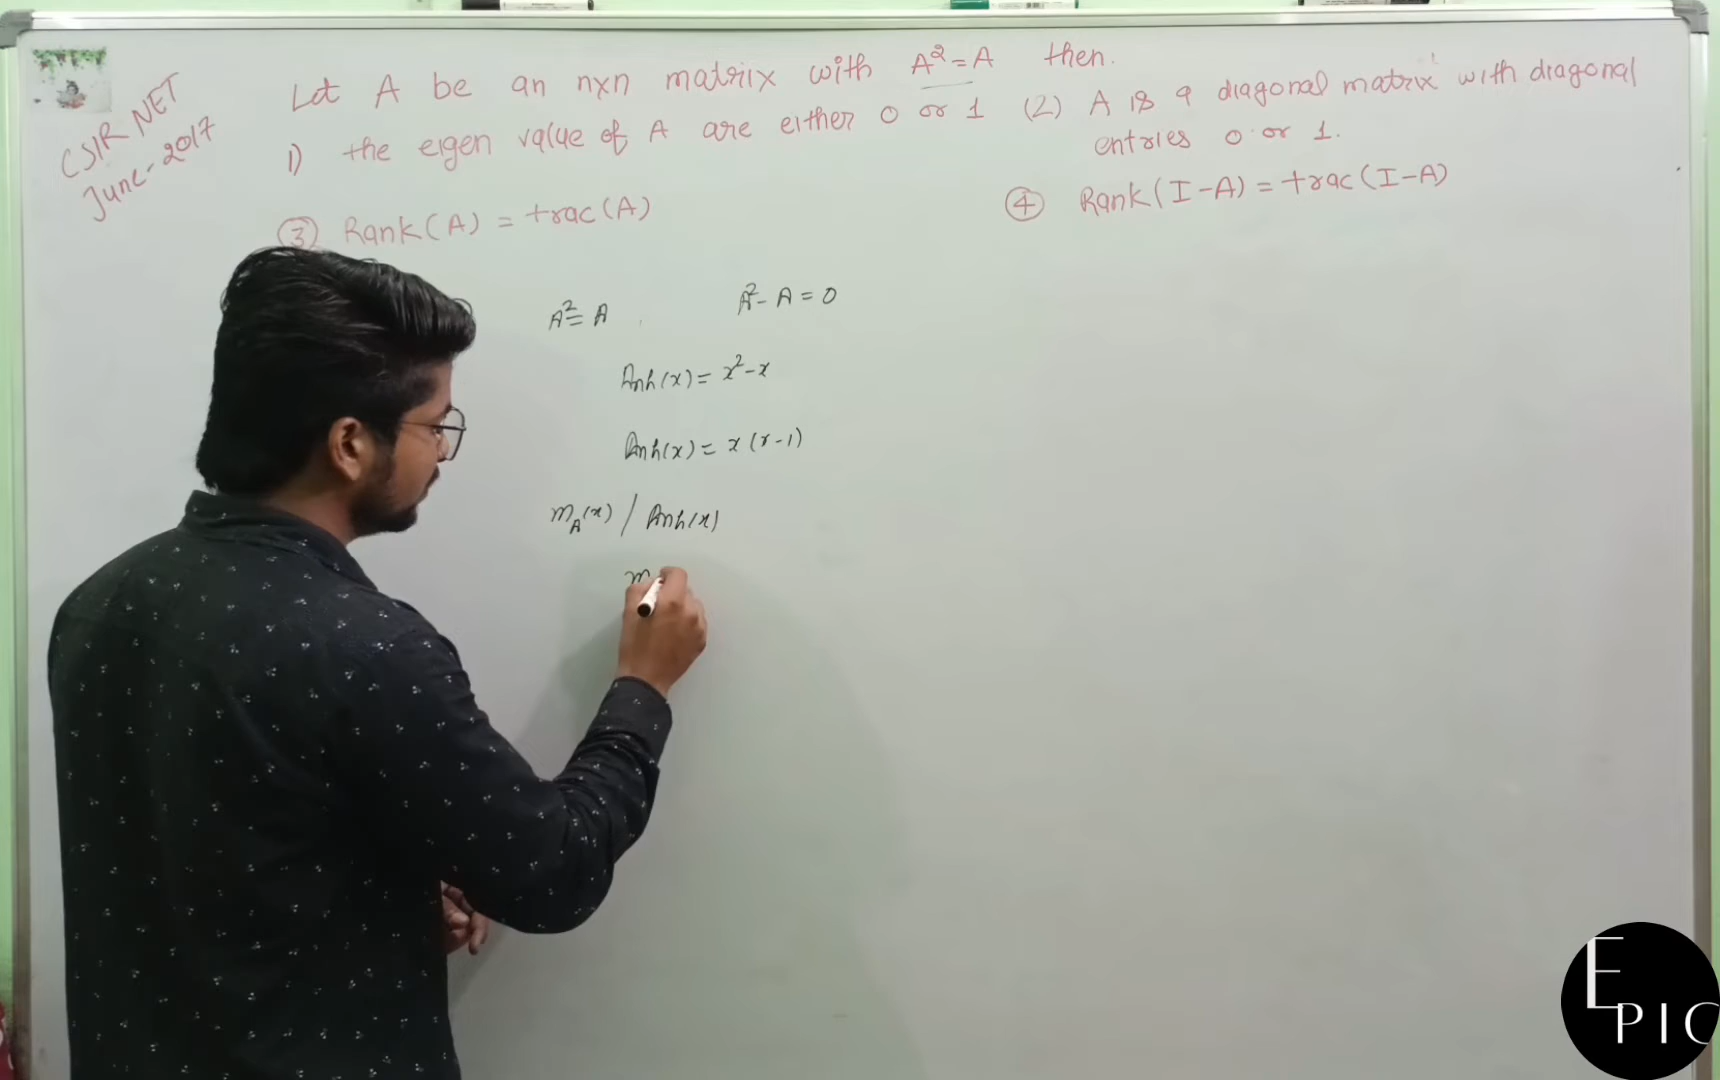 CSIR NET
June-2017
Let A be an nxn matrix with A²=A then.
1) the eigen value of A are either 0 or 1 (2) A is a diagonal matrix with diagonal
entries 0 or 1.
③ Rank(A) = trac(A) ④ Rank(I-A) = trac(I-A)
A²= A A²- A = 0
Anh(x) = x²-x
Anh(x) = x(x-1)
m_A(x) / Anh(x)
m
EPIC